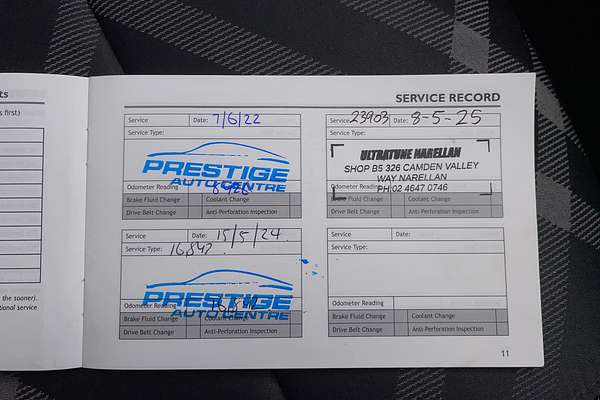 ts
s first)
the sooner).
tional service
SERVICE RECORD
Service Date: 7/6/22
Service Type:
PRESTIGE
AUTO CENTRE
Odometer Reading
Brake Fluid Change Coolant Change
Drive Belt Change Anti-Perforation Inspection
Service 23903 Date: 8-5-25
ULTRATUNE NARELLAN
SHOP B5 326 CAMDEN VALLEY
WAY NARELLAN
PH:02 4647 0746
Odometer Reading
Brake Fluid Change Coolant Change
Drive Belt Change Anti-Perforation Inspection
Service Date: 15/5/24.
Service Type: 16,847.
PRESTIGE
AUTO CENTRE
Odometer Reading
Brake Fluid Change Coolant Change
Drive Belt Change Anti-Perforation Inspection
Service Date:
Service Type:
Odometer Reading
Brake Fluid Change Coolant Change
Drive Belt Change Anti-Perforation Inspection
11